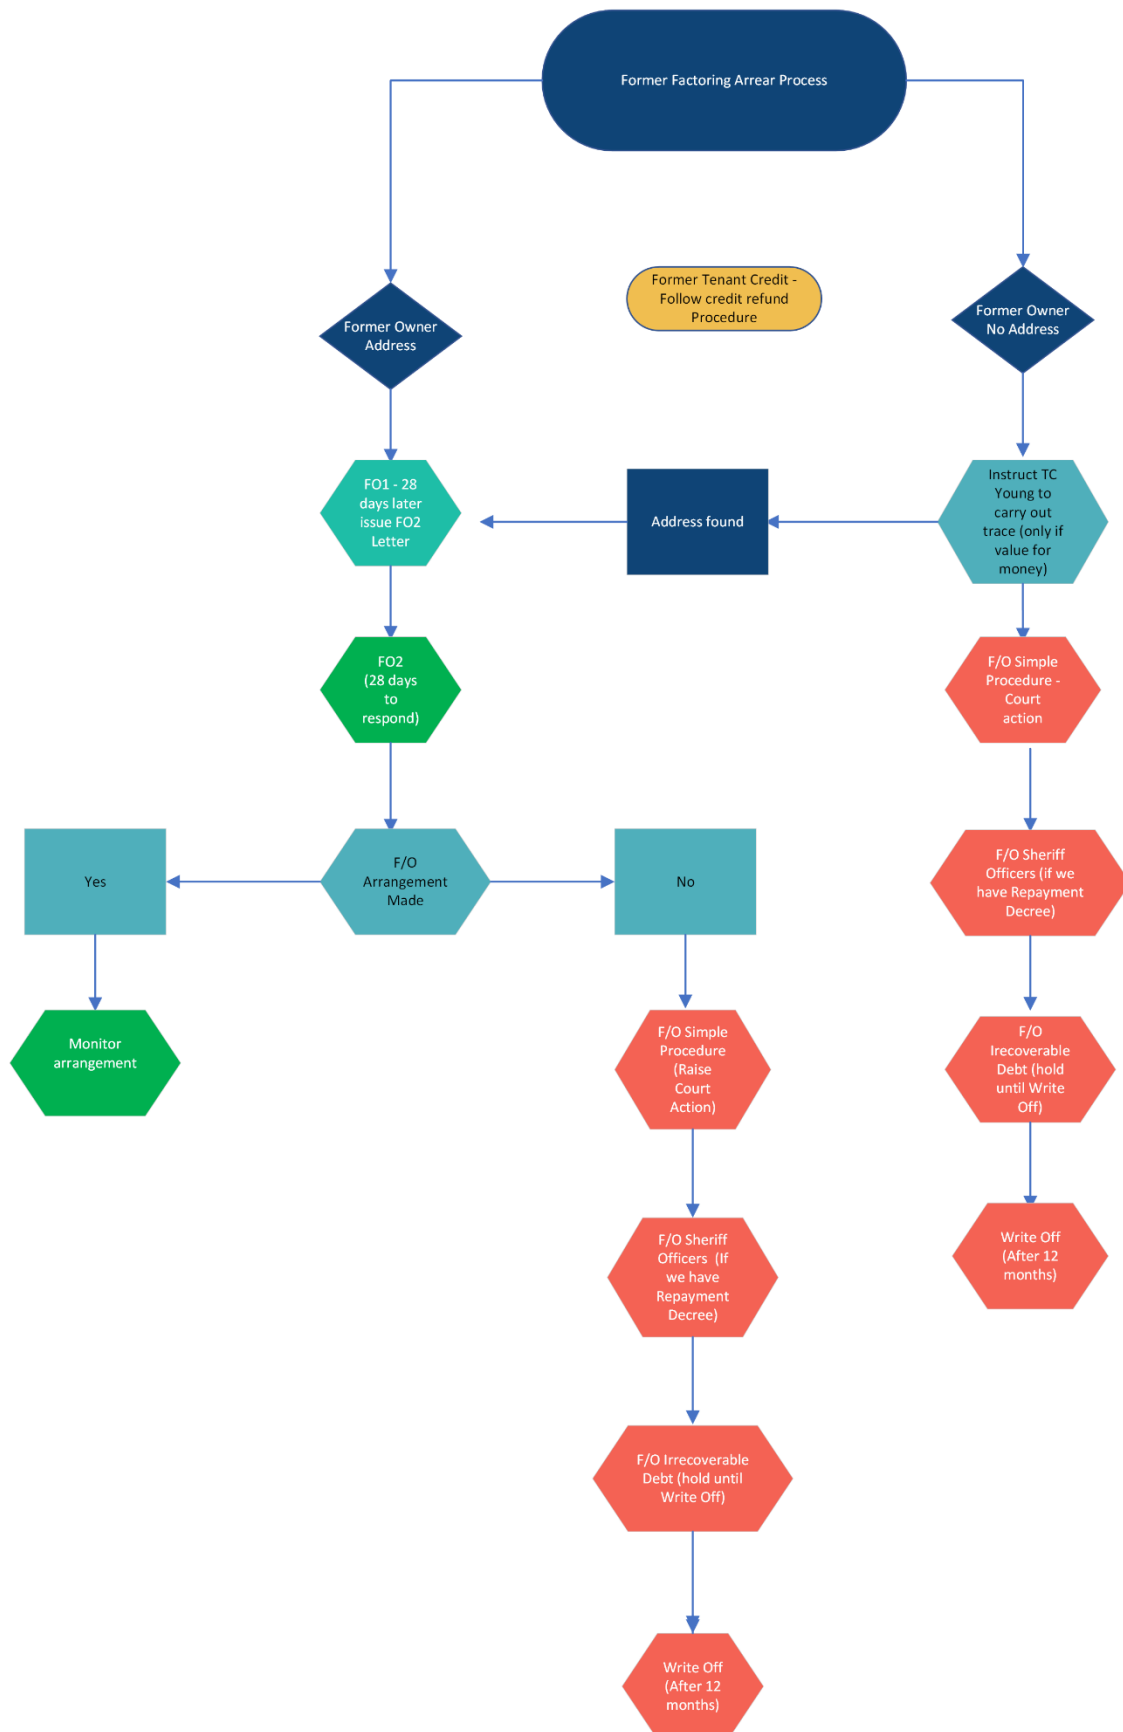 Former Factoring Arrear Process
Former Tenant Credit -
Follow credit refund
Procedure
Former Owner
Address
Former Owner
No Address
FO1 - 28
days later
issue FO2
Letter
Address found
Instruct TC
Young to
carry out
trace (only if
value for
money)
FO2
(28 days
to
respond)
F/O Simple
Procedure -
Court
action
Yes
F/O
Arrangement
Made
No
F/O Sheriff
Officers (if we
have Repayment
Decree)
Monitor
arrangement
F/O Simple
Procedure
(Raise
Court
Action)
F/O
Irecoverable
Debt (hold
until Write
Off)
F/O Sheriff
Officers (If
we have
Repayment
Decree)
Write Off
(After 12
months)
F/O Irrecoverable
Debt (hold until
Write Off)
Write Off
(After 12
months)